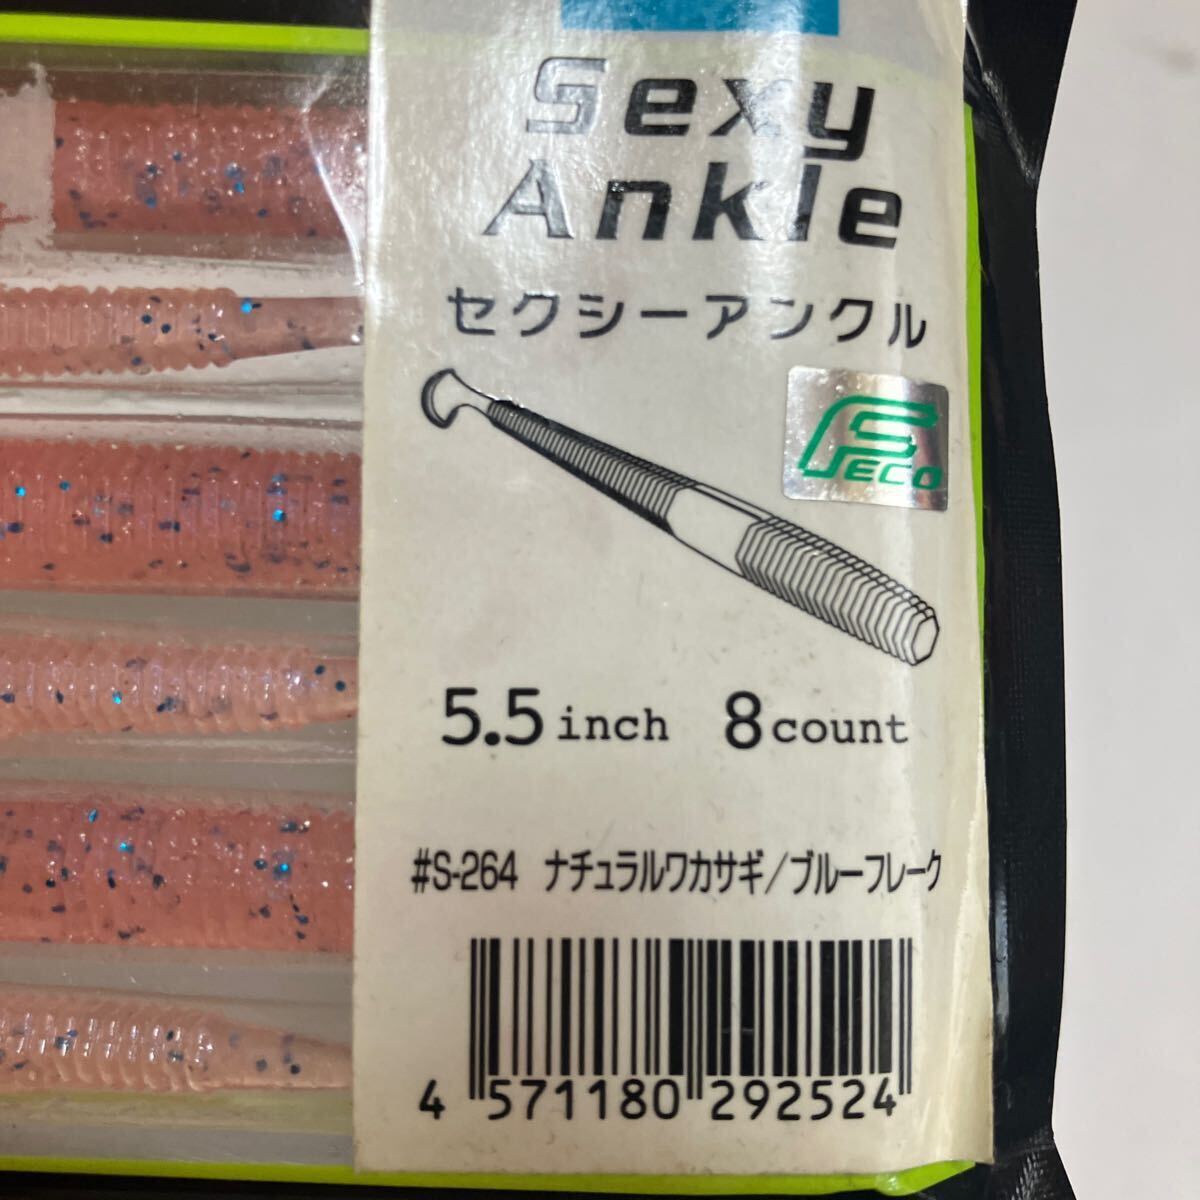 Sexy
Ankle
セクシーアンクル
FS
ECO
5.5 inch 8 count
#S-264 ナチュラルワカサギ/ブルーフレーク
4 571180 292524